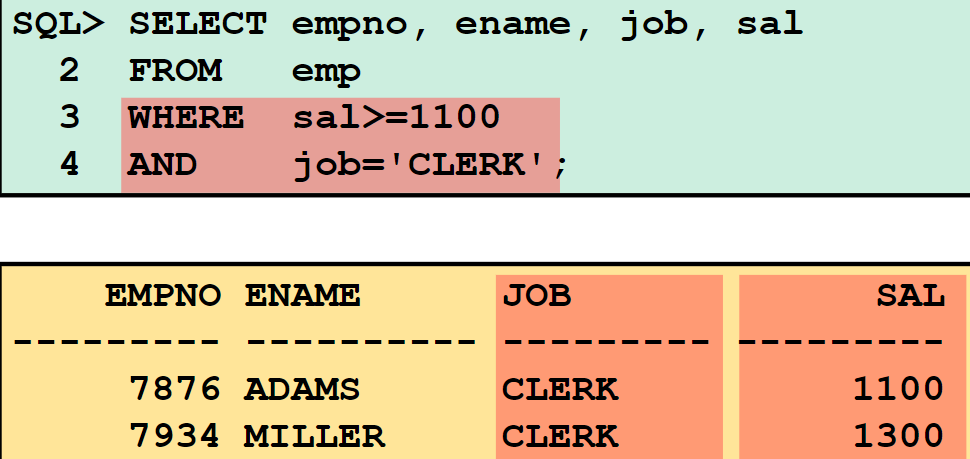 SQL> SELECT empno, ename, job, sal
2 FROM emp
3 WHERE sal>=1100
4 AND job='CLERK';
EMPNO ENAME JOB SAL
--------- ---------- --------- ---------
7876 ADAMS CLERK 1100
7934 MILLER CLERK 1300